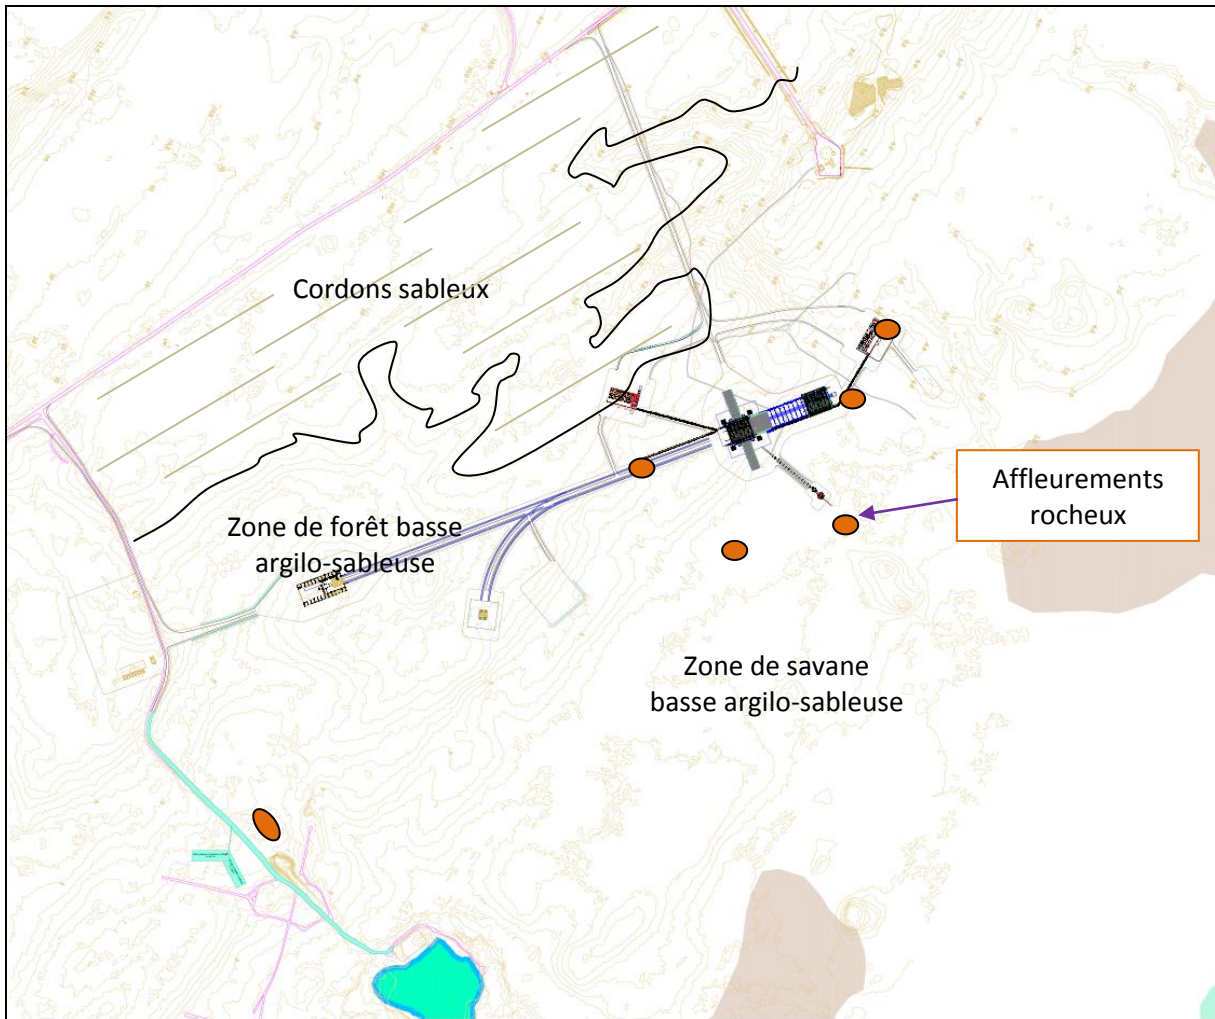 Cordons sableux
Affleurements
rocheux
Zone de forêt basse
argilo-sableuse
Zone de savane
basse argilo-sableuse